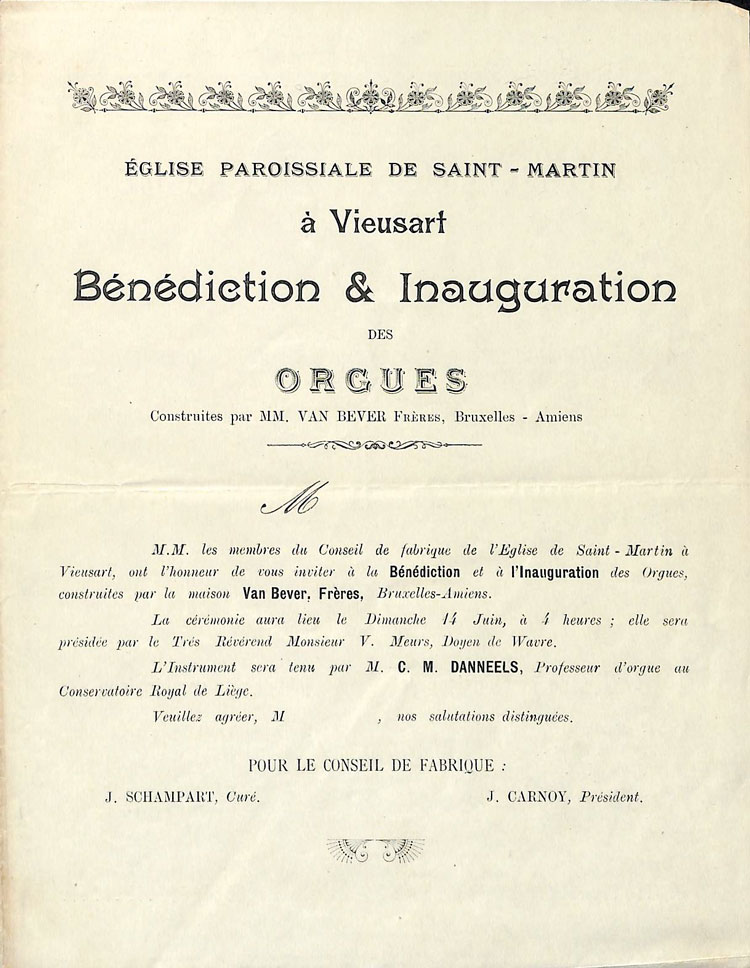 ÉGLISE PAROISSIALE DE SAINT - MARTIN
à Vieusart
Bénédiction & Inauguration
DES
ORGUES
Construites par MM. VAN BEVER FRÈRES, Bruxelles - Amiens
M
M.M. les membres du Conseil de fabrique de l'Eglise de Saint - Martin à
Vieusart, ont l'honneur de vous inviter à la Bénédiction et à l'Inauguration des Orgues,
construites par la maison Van Bever, Frères, Bruxelles-Amiens.
La cérémonie aura lieu le Dimanche 14 Juin, à 4 heures ; elle sera
présidée par le Trés Révérend Monsieur V. Meurs, Doyen de Wavre.
L'Instrument sera tenu par M. C. M. DANNEELS, Professeur d'orgue au
Conservatoire Royal de Liège.
Veuillez agréer, M , nos salutations distinguées.
POUR LE CONSEIL DE FABRIQUE :
J. SCHAMPART, Curé. J. CARNOY, Président.